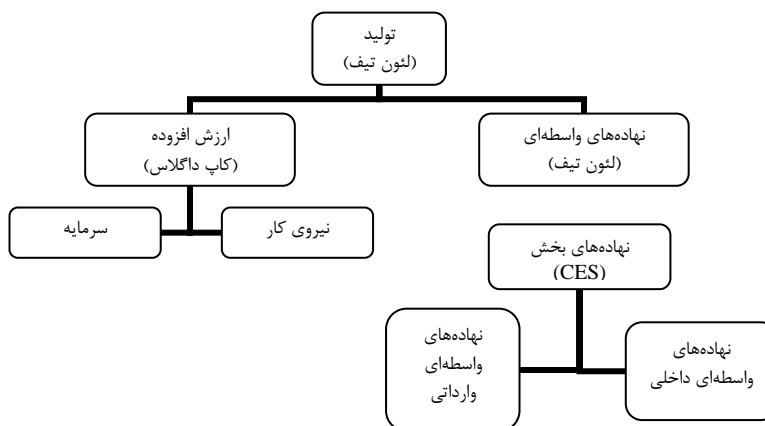 تولید
(لئون تیف)
ارزش افزوده
(کاپ داگلاس)
نهاده‌های واسطه‌ای
(لئون تیف)
نیروی کار
سرمایه
نهاده‌های بخش
(CES)
نهاده‌های
واسطه‌ای داخلی
نهاده‌های
واسطه‌ای
وارداتی